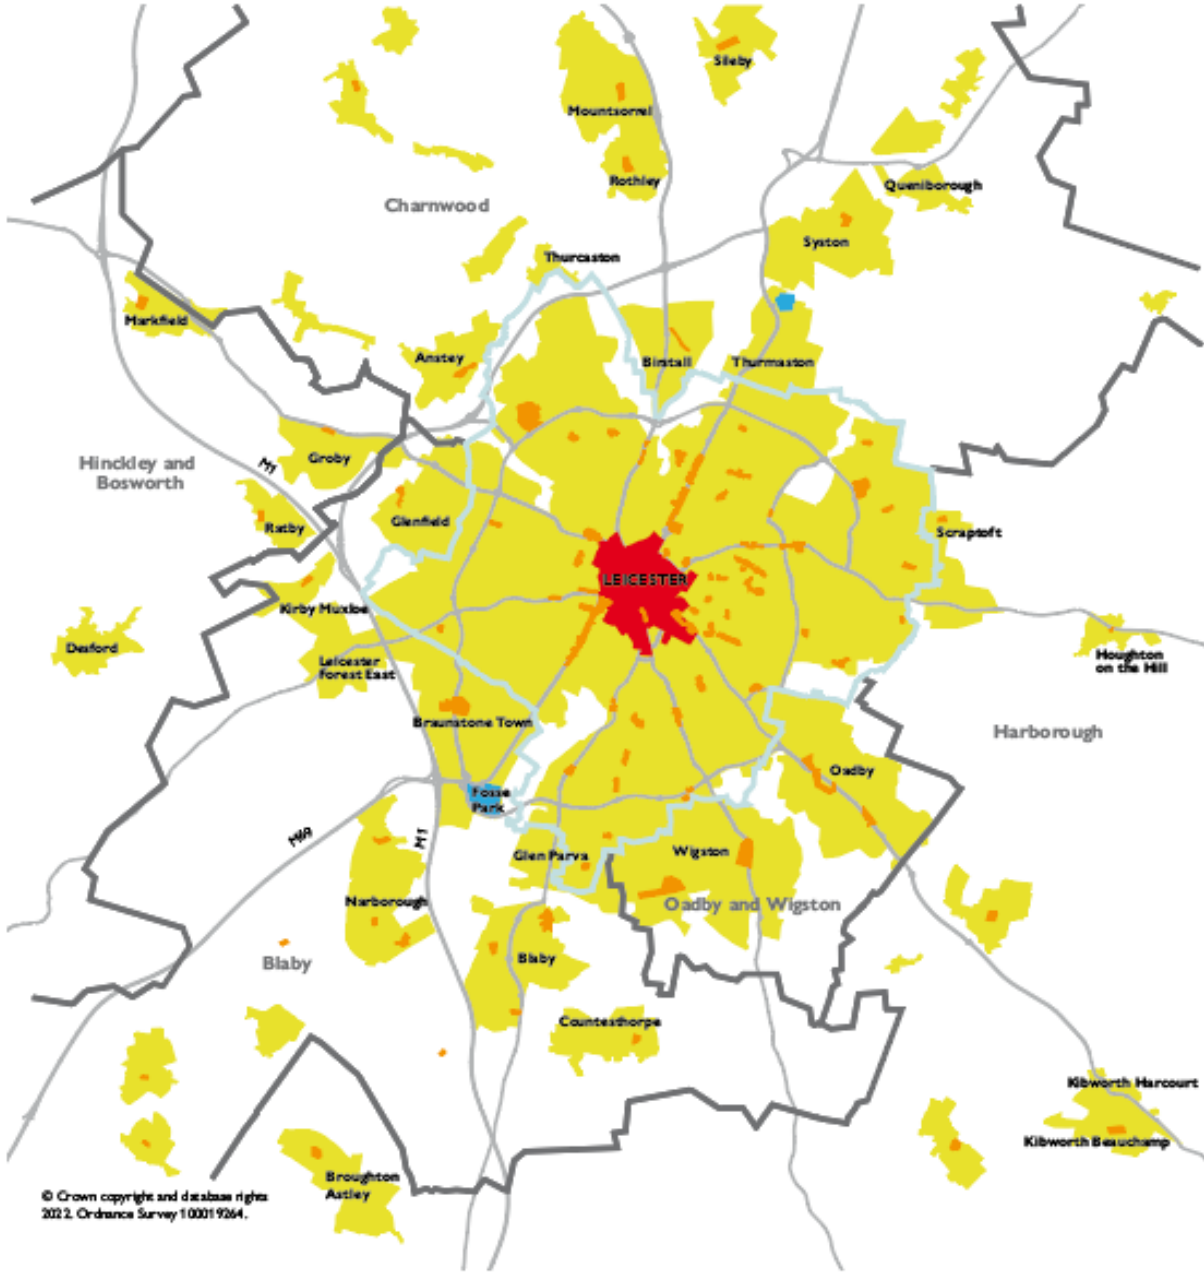 Sileby
Mountsorrel
Rothley
Queniborough
Charnwood
Syston
Thurcaston
Markfield
Anstey
Birstall
Thurmaston
Hinckley and
Bosworth
M1
Groby
Ratby
Glenfield
Scraptoft
LEICESTER
Kirby Muxloe
Desford
Leicester
Forest East
Houghton
on the Hill
Braunstone Town
Harborough
Oadby
Fosse
Park
M69
M1
Glen Parva
Wigston
Narborough
Oadby and Wigston
Blaby
Blaby
Countesthorpe
Kibworth Harcourt
Kibworth Beauchamp
Broughton
Astley
© Crown copyright and database rights
2022. Ordnance Survey 100019264.